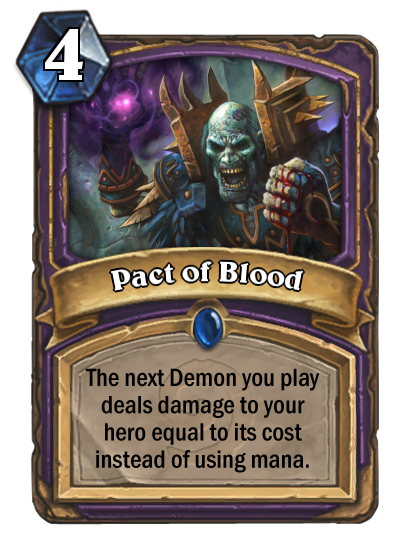 4
Pact of Blood
The next Demon you play
deals damage to your
hero equal to its cost
instead of using mana.